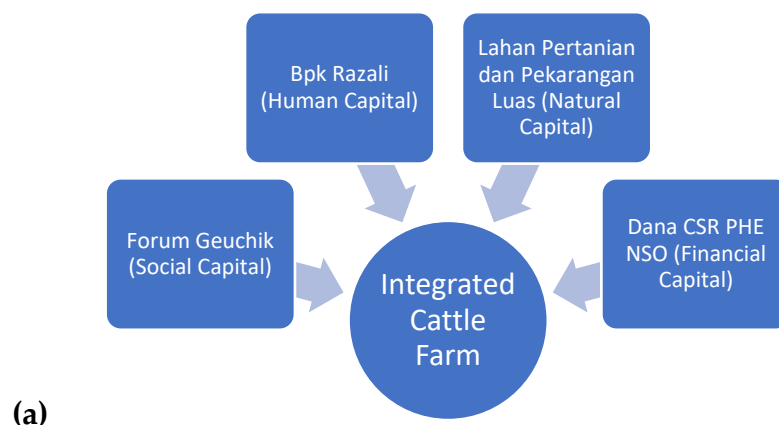 Bpk Razali
(Human Capital)
Lahan Pertanian
dan Pekarangan
Luas (Natural
Capital)
Forum Geuchik
(Social Capital)
Dana CSR PHE
NSO (Financial
Capital)
Integrated
Cattle
Farm
(a)